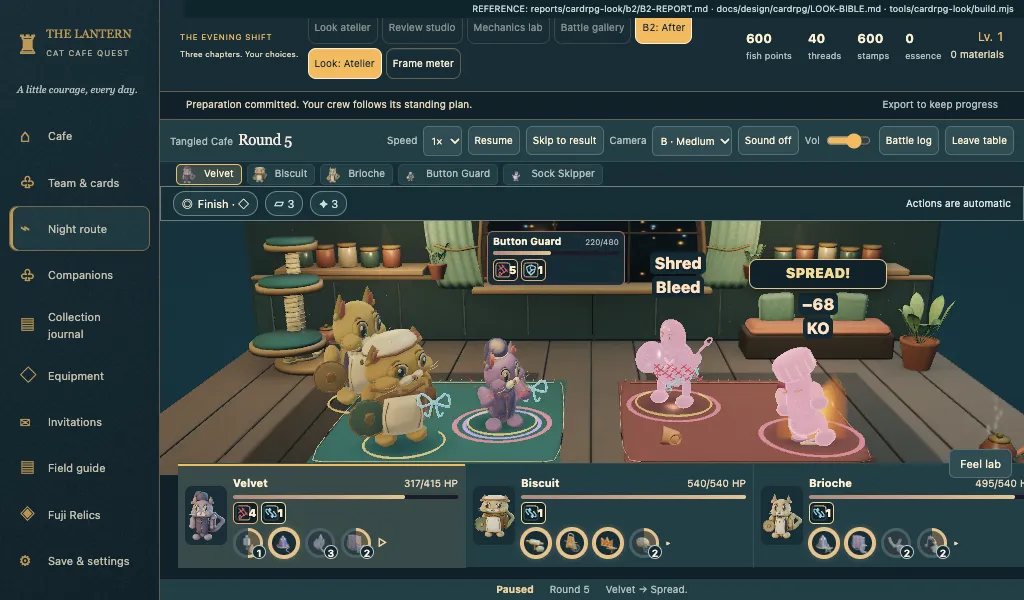 REFERENCE: reports/cardrpg-look/b2/B2-REPORT.md · docs/design/cardrpg/LOOK-BIBLE.md · tools/cardrpg-look/build.mjs
THE LANTERN
CAT CAFE QUEST
A little courage, every day.
Cafe
Team & cards
Night route
Companions
Collection
journal
Equipment
Invitations
Field guide
Fuji Relics
Save & settings
THE EVENING SHIFT
Three chapters. Your choices.
Look atelier
Review studio
Mechanics lab
Battle gallery
B2: After
Look: Atelier
Frame meter
600
fish points
40
threads
600
stamps
0
essence
Lv. 1
0 materials
Preparation committed. Your crew follows its standing plan.
Export to keep progress
Tangled Cafe Round 5
Speed
1x
Resume
Skip to result
Camera
B · Medium
Sound off
Vol
Battle log
Leave table
Velvet
Biscuit
Brioche
Button Guard
Sock Skipper
Finish ·
3
3
Actions are automatic
Button Guard 220/480
5
1
Shred
Bleed
SPREAD!
−68
KO
Feel lab
Velvet 317/415 HP
4
1
1
3
2
Biscuit 540/540 HP
1
2
Brioche 495/540 H
1
2
2
Paused Round 5 Velvet → Spread.